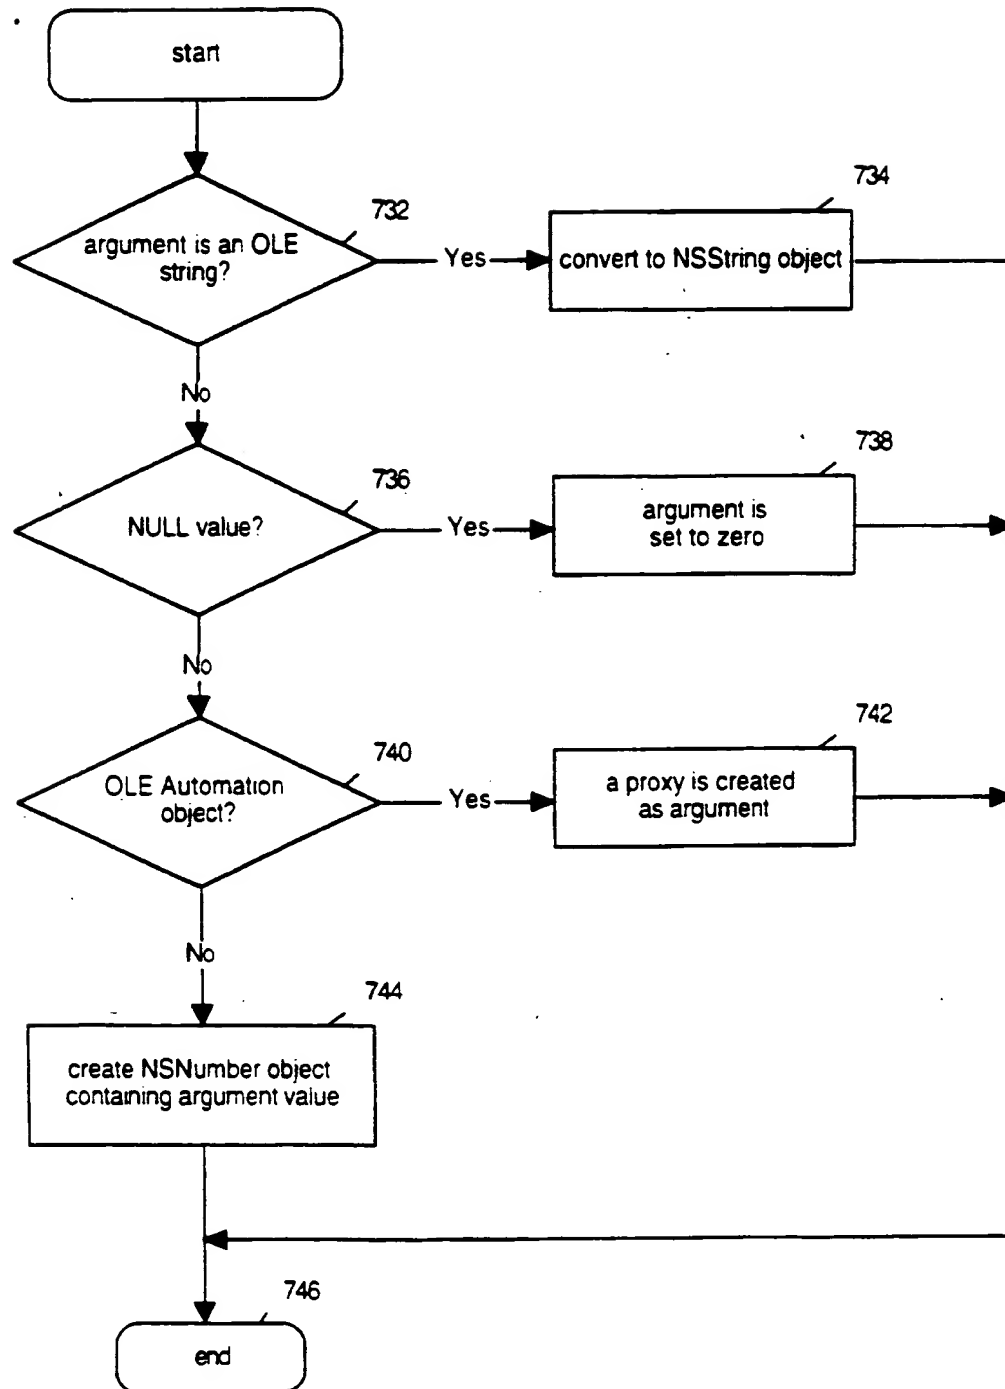 start
732
argument is an OLE
string?
Yes
734
convert to NSString object
No
736
NULL value?
Yes
738
argument is
set to zero
No
740
OLE Automation
object?
Yes
742
a proxy is created
as argument
No
744
create NSNumber object
containing argument value
746
end